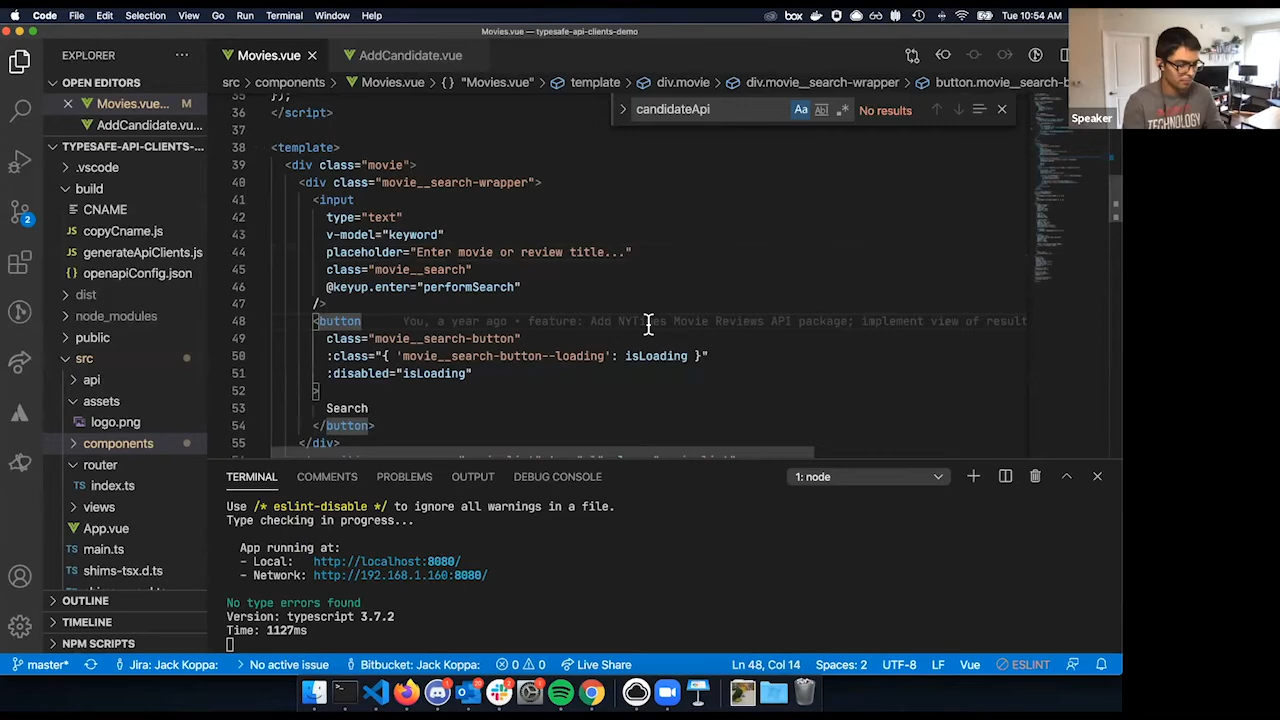 Code File Edit Selection View Go Run Terminal Window Help
box Tue 10:54 AM
Movies.vue — typesafe-api-clients-demo
EXPLORER
Movies.vue
AddCandidate.vue
OPEN EDITORS
Movies.vue... M
AddCandidate.vu...
TYPESAFE-API-CLIENTS-...
build
CNAME
copyCname.js
generateApiClients.js
openapiConfig.json
dist
node_modules
public
src
api
assets
logo.png
components
router
index.ts
views
App.vue
main.ts
shims-tsx.d.ts
OUTLINE
TIMELINE
NPM SCRIPTS
src > components > Movies.vue > {} "Movies.vue" > template > div.movie > div.movie__search-wrapper > button.movie__search-b
candidateApi Aa No results
Speaker
TECHNOLOGY
35 };
36 </script>
37
38 <template>
39 <div class="movie">
40 <div class="movie__search-wrapper">
41 <input
42 type="text"
43 v-model="keyword"
44 placeholder="Enter movie or review title..."
45 class="movie__search"
46 @keyup.enter="performSearch"
47 />
48 <button You, a year ago • feature: Add NYTimes Movie Reviews API package; implement view of result
49 class="movie__search-button"
50 :class="{ 'movie__search-button--loading': isLoading }"
51 :disabled="isLoading"
52 >
53 Search
54 </button>
55 </div>
TERMINAL COMMENTS PROBLEMS OUTPUT DEBUG CONSOLE 1: node
Use /* eslint-disable */ to ignore all warnings in a file.
Type checking in progress...
App running at:
- Local: http://localhost:8080/
- Network: http://192.168.1.160:8080/
No type errors found
Version: typescript 3.7.2
Time: 1127ms
master* Jira: Jack Koppa: No active issue Bitbucket: Jack Koppa: 0 0 Live Share Ln 48, Col 14 Spaces: 2 UTF-8 LF Vue ESLINT